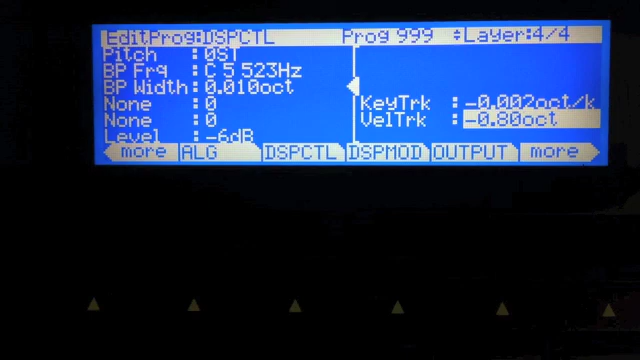 EditProg:DSPCTL Prog 999 ÷Layer:4/4
Pitch :0ST
BP Frq :C 5 523Hz
BP Width:0.010oct
None :0 KeyTrk :-0.002oct/k
None :0 VelTrk :-0.80oct
Level :-6dB
more ALG DSPCTL DSPMOD OUTPUT more